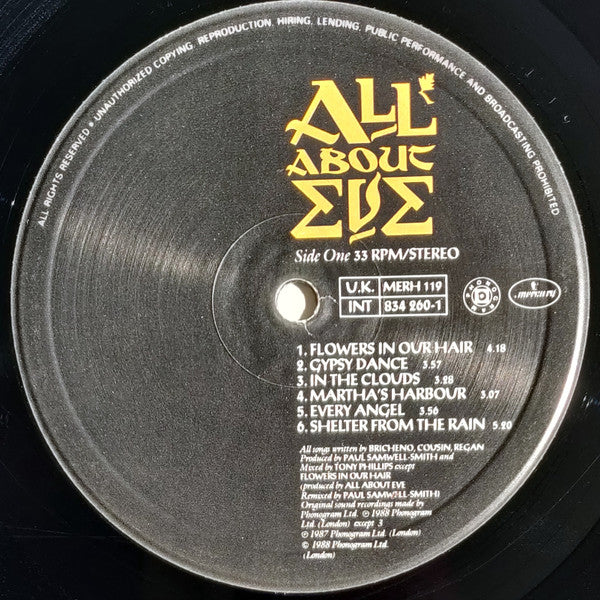 ALL RIGHTS RESERVED • UNAUTHORIZED COPYING, REPRODUCTION, HIRING, LENDING, PUBLIC PERFORMANCE AND BROADCASTING PROHIBITED
ALL
ABOUT
EVE
Side One 33 RPM/STEREO
U.K. MERH 119
INT 834 260-1
PHONOGRAM
mercury
1. FLOWERS IN OUR HAIR 4.18
2. GYPSY DANCE 3.57
3. IN THE CLOUDS 3.28
4. MARTHA'S HARBOUR 3.07
5. EVERY ANGEL 3.56
6. SHELTER FROM THE RAIN 5.20
All songs written by BRICHENO, COUSIN, REGAN
Produced by PAUL SAMWELL-SMITH and
Mixed by TONY PHILLIPS except
FLOWERS IN OUR HAIR
(produced by ALL ABOUT EVE
Remixed by PAUL SAMWELL-SMITH)
Original sound recordings made by
Phonogram Ltd. ℗ 1988 Phonogram
Ltd. (London) except 3
℗ 1987 Phonogram Ltd. (London)
© 1988 Phonogram Ltd.
(London)